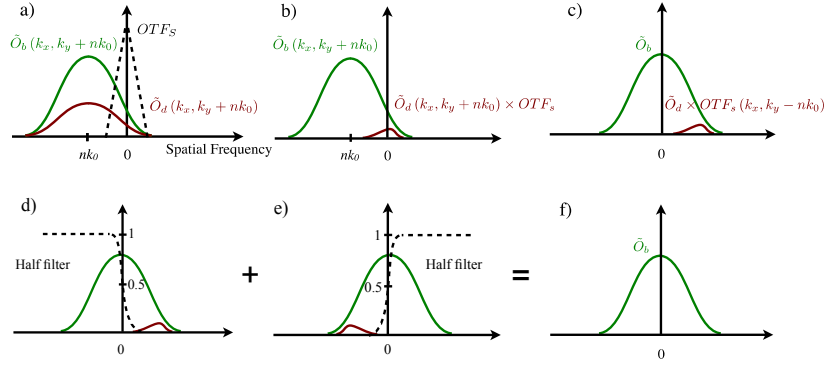 a)
OTF_S
Õ_b (k_x, k_y + nk_0)
Õ_d (k_x, k_y + nk_0)
nk_0
0
Spatial Frequency
b)
Õ_b (k_x, k_y + nk_0)
Õ_d (k_x, k_y + nk_0) × OTF_s
nk_0
0
c)
Õ_b
Õ_d × OTF_s (k_x, k_y − nk_0)
0
d)
1
Half filter
0.5
0
+
e)
1
Half filter
0.5
0
=
f)
Õ_b
0